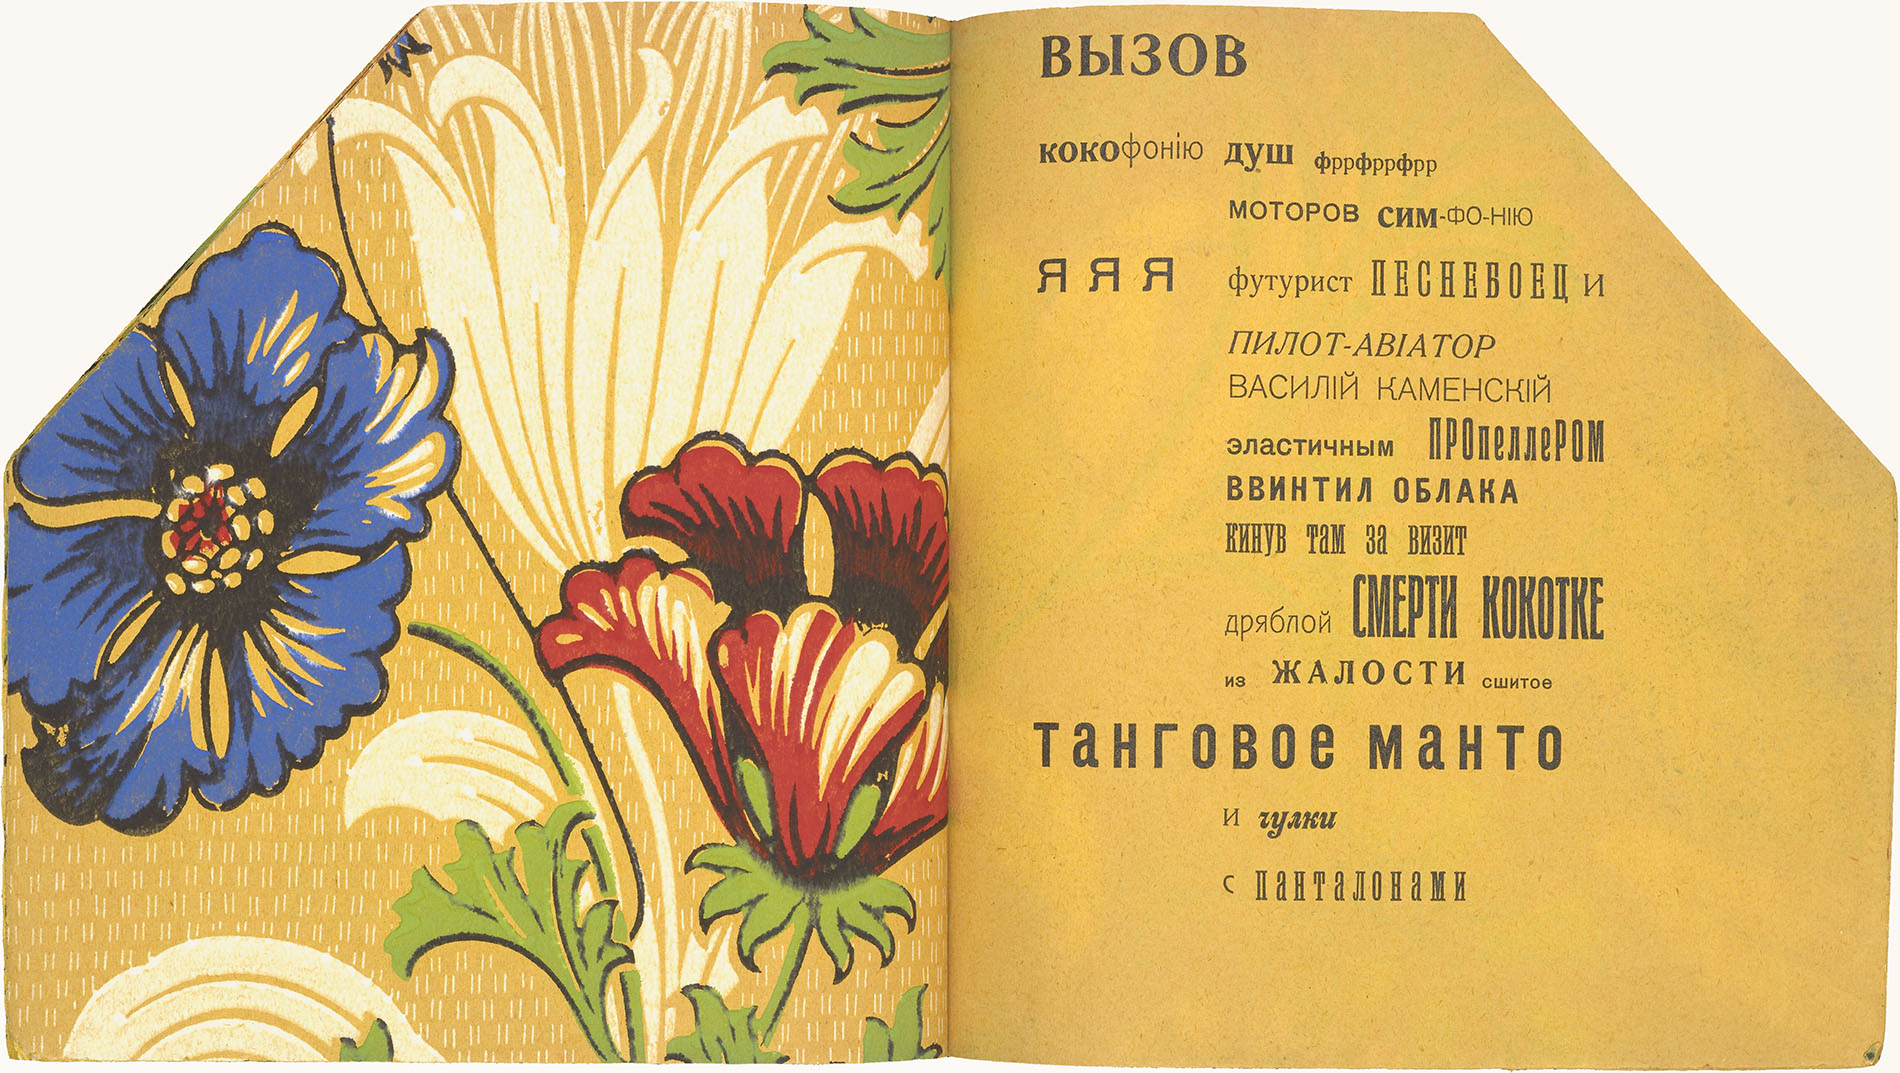 ВЫЗОВ
КОКОфонію ДУШ фррфррфрр
МОТОРОВ СИМ-ФО-НІЮ
Я Я Я футурист ПЕСНЕБОЕЦ И
ПИЛОТ-АВІАТОР
ВАСИЛІЙ КАМЕНСКІЙ
эластичным ПРОпеллеРОМ
ВВИНТИЛ ОБЛАКА
КИНУВ ТАМ ЗА ВИЗИТ
дряблой СМЕРТИ КОКОТКЕ
из ЖАЛОСТИ сшитое
ТАНГОВОЕ МАНТО
И чулки
С ПАНТАЛОНАМИ